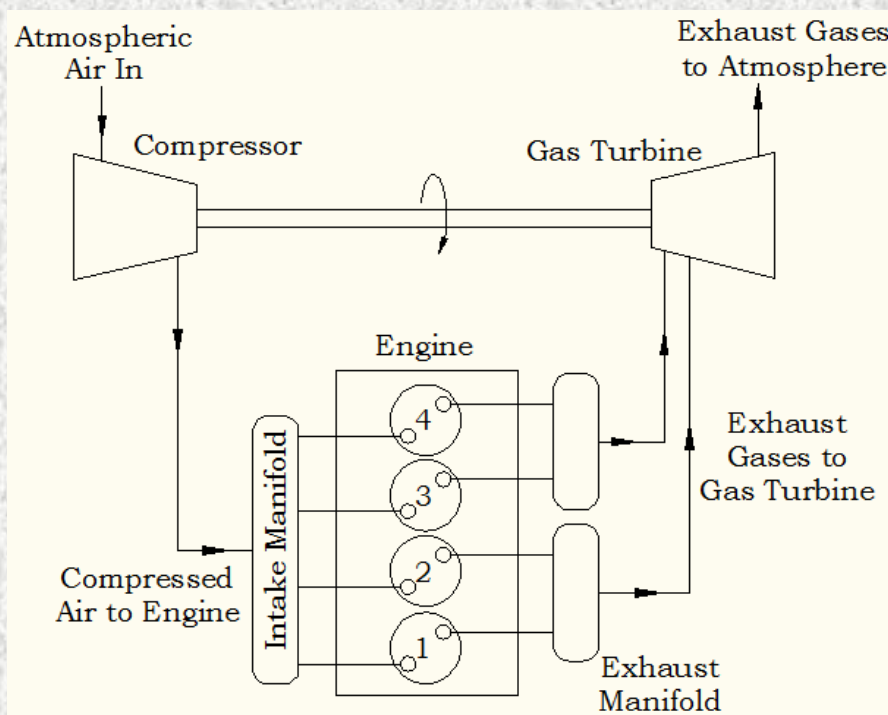 Atmospheric
Air In
Exhaust Gases
to Atmosphere
Compressor
Gas Turbine
Engine
4
3
2
1
Intake Manifold
Compressed
Air to Engine
Exhaust
Gases to
Gas Turbine
Exhaust
Manifold